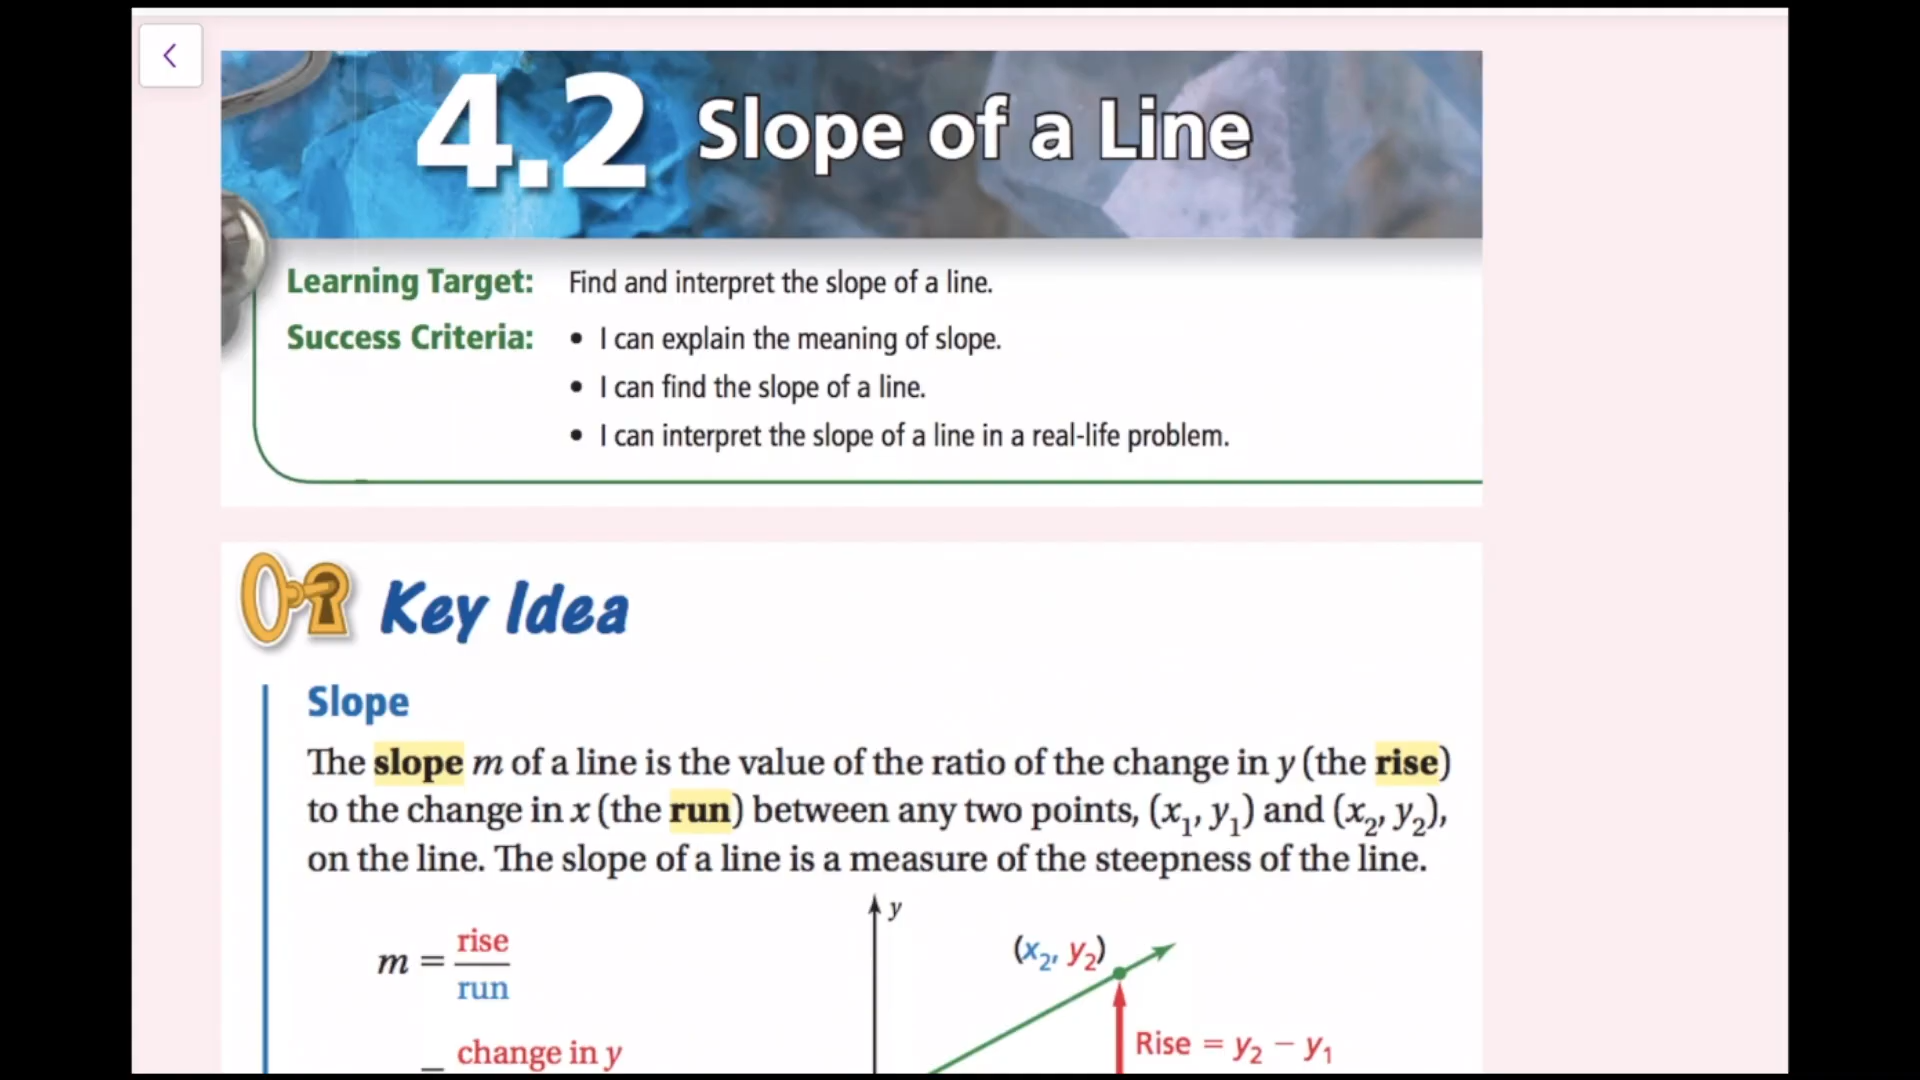 4.2 Slope of a Line
Learning Target: Find and interpret the slope of a line.
Success Criteria: • I can explain the meaning of slope.
• I can find the slope of a line.
• I can interpret the slope of a line in a real-life problem.
Key Idea
Slope
The slope m of a line is the value of the ratio of the change in y (the rise)
to the change in x (the run) between any two points, (x₁, y₁) and (x₂, y₂),
on the line. The slope of a line is a measure of the steepness of the line.
y
(x₂, y₂)
m = rise
run
Rise = y₂ − y₁
change in y